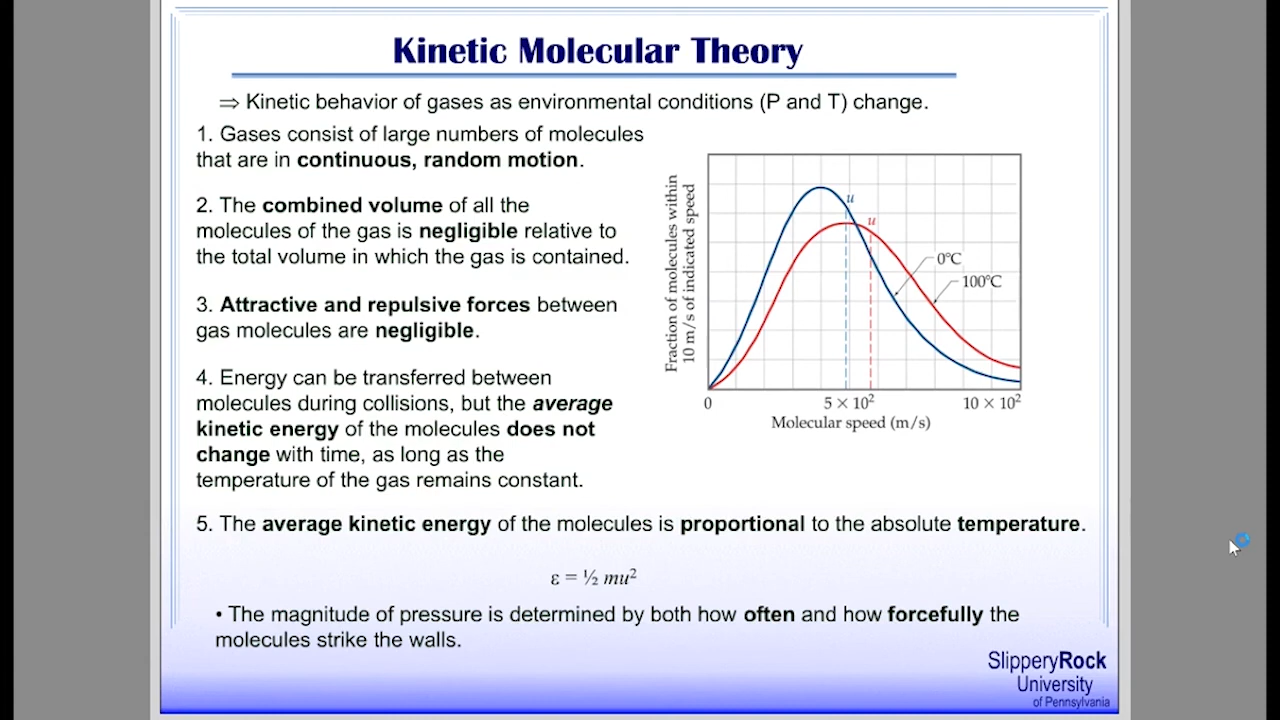 Kinetic Molecular Theory
⇒ Kinetic behavior of gases as environmental conditions (P and T) change.
1. Gases consist of large numbers of molecules
that are in continuous, random motion.
2. The combined volume of all the
molecules of the gas is negligible relative to
the total volume in which the gas is contained.
3. Attractive and repulsive forces between
gas molecules are negligible.
4. Energy can be transferred between
molecules during collisions, but the average
kinetic energy of the molecules does not
change with time, as long as the
temperature of the gas remains constant.
Fraction of molecules within
10 m/s of indicated speed
u
u
0°C
100°C
0
5 × 10²
10 × 10²
Molecular speed (m/s)
5. The average kinetic energy of the molecules is proportional to the absolute temperature.
ε = ½ mu²
• The magnitude of pressure is determined by both how often and how forcefully the
molecules strike the walls.
SlipperyRock
University
of Pennsylvania